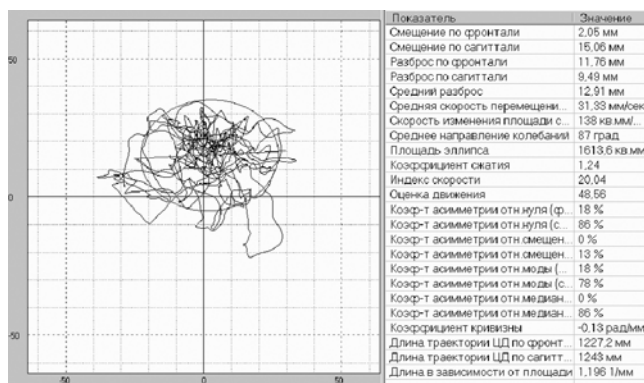 Показатель Значение
Смещение по фронтали 2,05 мм
Смещение по сагиттали 15,06 мм
Разброс по фронтали 11,76 мм
Разброс по сагиттали 9,49 мм
Средний разброс 12,91 мм
Средняя скорость перемещени... 31,33 мм/сек
Скорость изменения площади с... 138 кв.мм/...
Среднее направление колебаний 87 град
Площадь эллипса 1613,6 кв.мм
Коэффициент сжатия 1,24
Индекс скорости 20,04
Оценка движения 48,56
Коэф-т асимметрии отн.нуля (ф... 18 %
Коэф-т асимметрии отн.нуля (с... 86 %
Коэф-т асимметрии отн.смещен... 0 %
Коэф-т асимметрии отн.смещен... 13 %
Коэф-т асимметрии отн.моды (... 18 %
Коэф-т асимметрии отн.моды (с... 78 %
Коэф-т асимметрии отн.медиан... 0 %
Коэф-т асимметрии отн.медиан... 86 %
Коэффициент кривизны -0,13 рад/мм
Длина траектории ЦД по фронт... 1227,2 мм
Длина траектории ЦД по сагитт... 1243 мм
Длина в зависимости от площади 1,196 1/мм
50
0
-50
-50 0 50